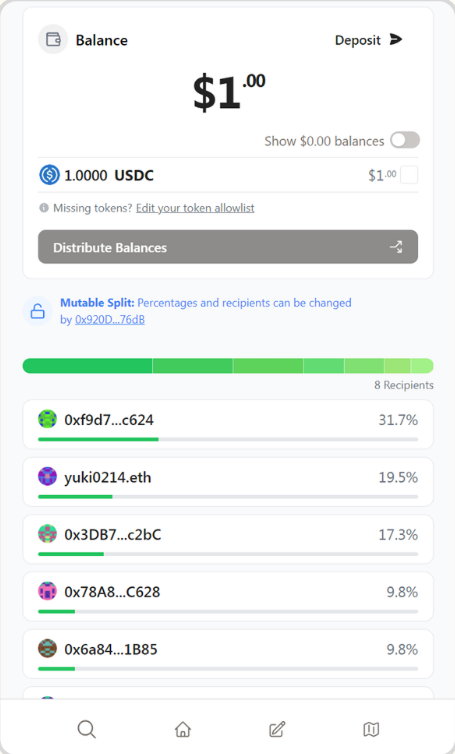 Balance
Deposit
$1.00
Show $0.00 balances
1.0000 USDC
$1.00
Missing tokens? Edit your token allowlist
Distribute Balances
Mutable Split: Percentages and recipients can be changed
by 0x920D...76dB
8 Recipients
0xf9d7...c624
31.7%
yuki0214.eth
19.5%
0x3DB7...c2bC
17.3%
0x78A8...C628
9.8%
0x6a84...1B85
9.8%